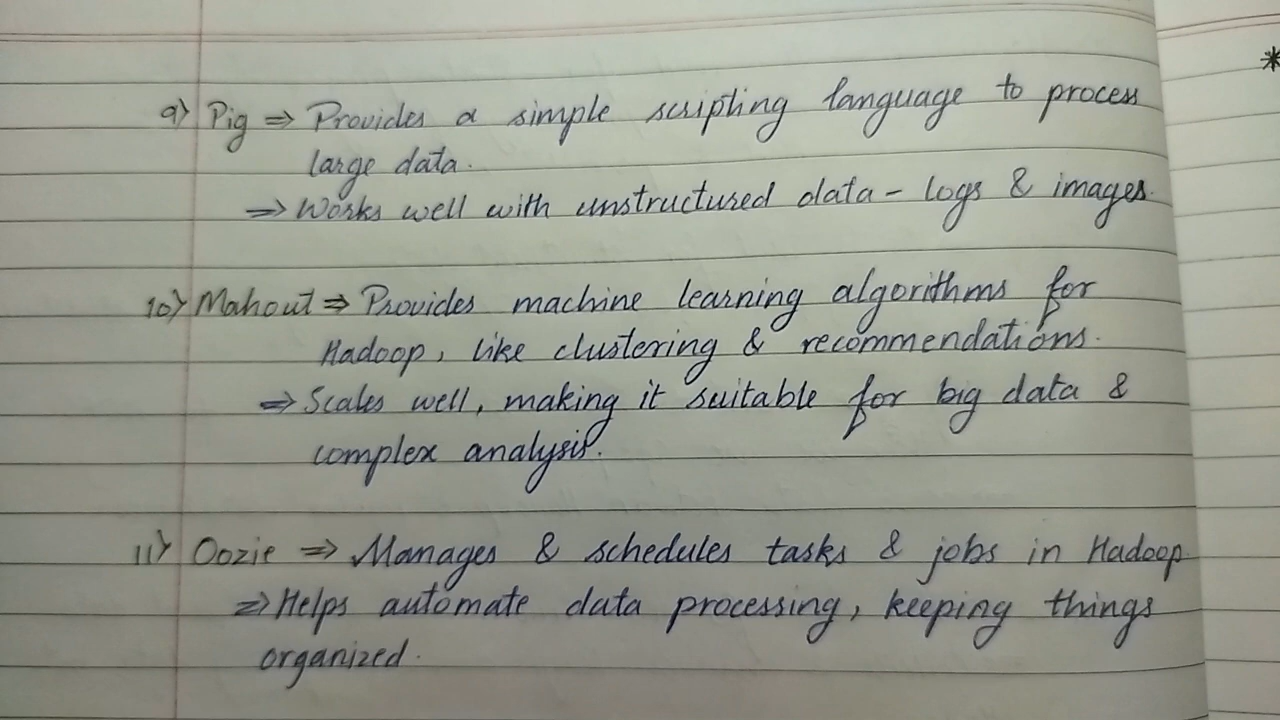 9) Pig ⇒ Provides a simple scripting language to process
large data.
⇒ Works well with unstructured data - logs & images.
10) Mahout ⇒ Provides machine learning algorithms for
Hadoop, like clustering & recommendations.
⇒ Scales well, making it suitable for big data &
complex analysis.
11) Oozie ⇒ Manages & schedules tasks & jobs in Hadoop
⇒ Helps automate data processing, keeping things
organized.
*